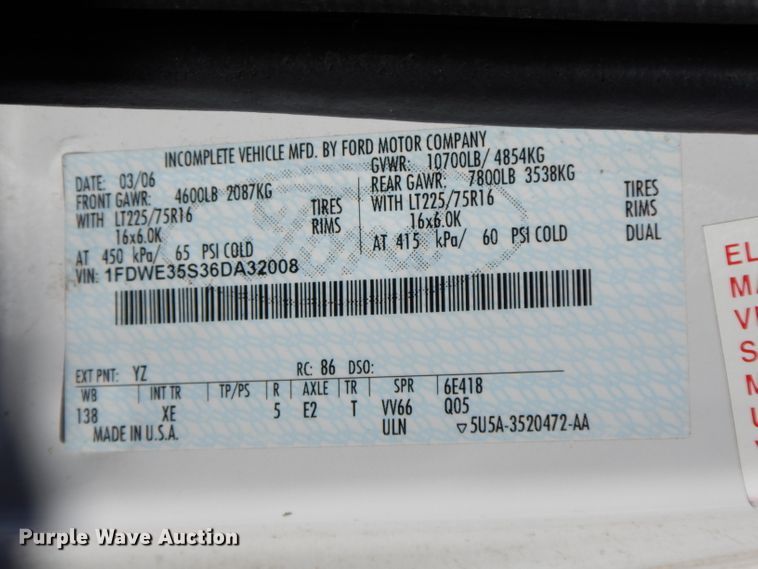 INCOMPLETE VEHICLE MFD. BY FORD MOTOR COMPANY
DATE: 03/06 GVWR: 10700LB/ 4854KG
FRONT GAWR: 4600LB 2087KG REAR GAWR: 7800LB 3538KG
WITH LT225/75R16 TIRES WITH LT225/75R16 TIRES
16x6.0K RIMS 16x6.0K RIMS
AT 450 kPa/ 65 PSI COLD AT 415 kPa/ 60 PSI COLD DUAL
VIN: 1FDWE35S36DA32008
EXT PNT: YZ RC: 86 DSO:
WB INT TR TP/PS R AXLE TR SPR 6E418
138 XE 5 E2 T VV66 Q05
MADE IN U.S.A. ULN ▽5U5A-3520472-AA
Purple Wave Auction